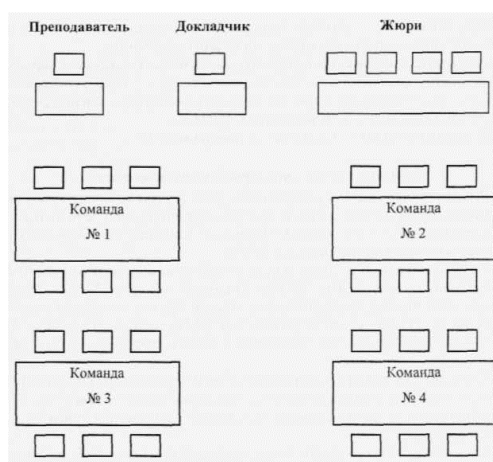 Преподаватель Докладчик Жюри
Команда
№ 1
Команда
№ 2
Команда
№ 3
Команда
№ 4